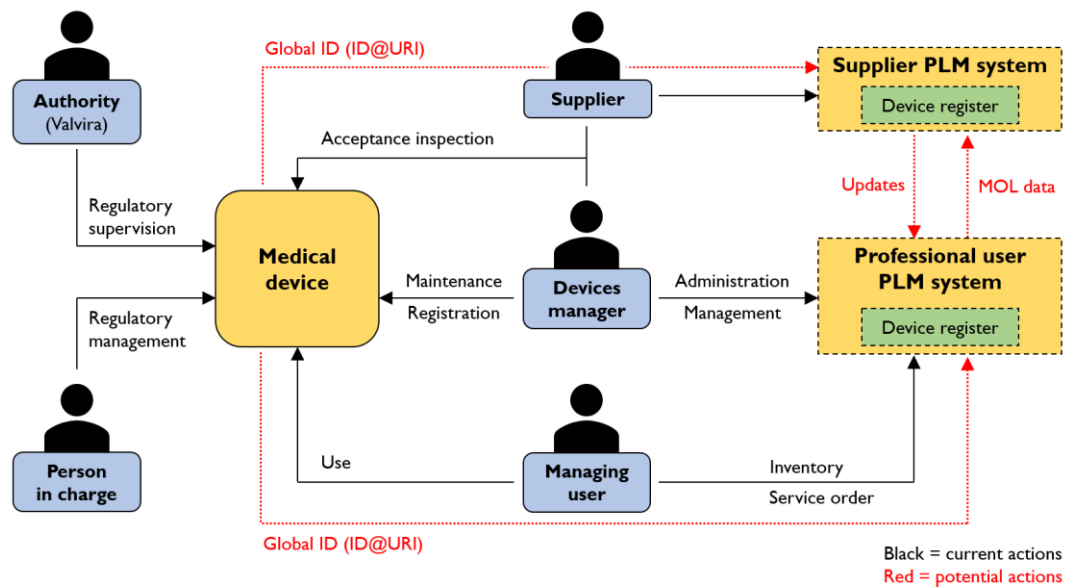 Global ID (ID@URI)
Authority
(Valvira)
Supplier
Supplier PLM system
Device register
Acceptance inspection
Updates
MOL data
Regulatory
supervision
Medical
device
Maintenance
Registration
Devices
manager
Administration
Management
Professional user
PLM system
Device register
Regulatory
management
Person
in charge
Use
Managing
user
Inventory
Service order
Global ID (ID@URI)
Black = current actions
Red = potential actions